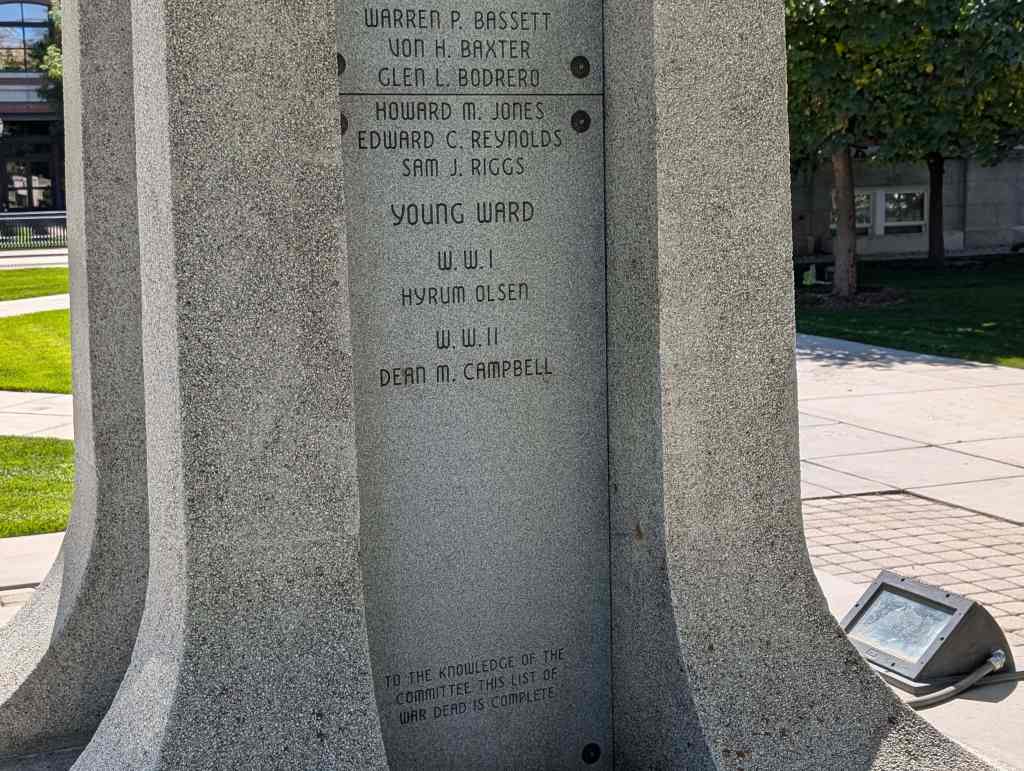 WARREN P. BASSETT
VON H. BAXTER
GLEN L. BODRERO
HOWARD M. JONES
EDWARD C. REYNOLDS
SAM J. RIGGS
YOUNG WARD
W. W. I
HYRUM OLSEN
W. W. II
DEAN M. CAMPBELL
TO THE KNOWLEDGE OF THE
COMMITTEE THIS LIST OF
WAR DEAD IS COMPLETE